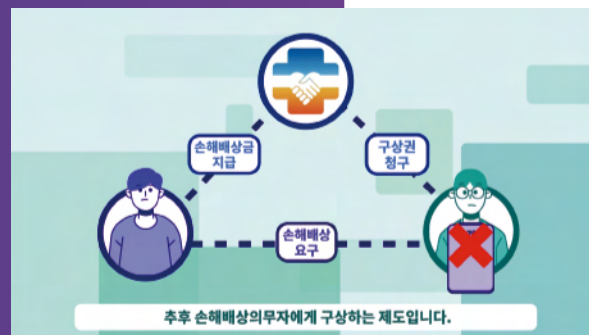 손해배상금
지급
구상권
청구
손해배상
요구
추후 손해배상의무자에게 구상하는 제도입니다.